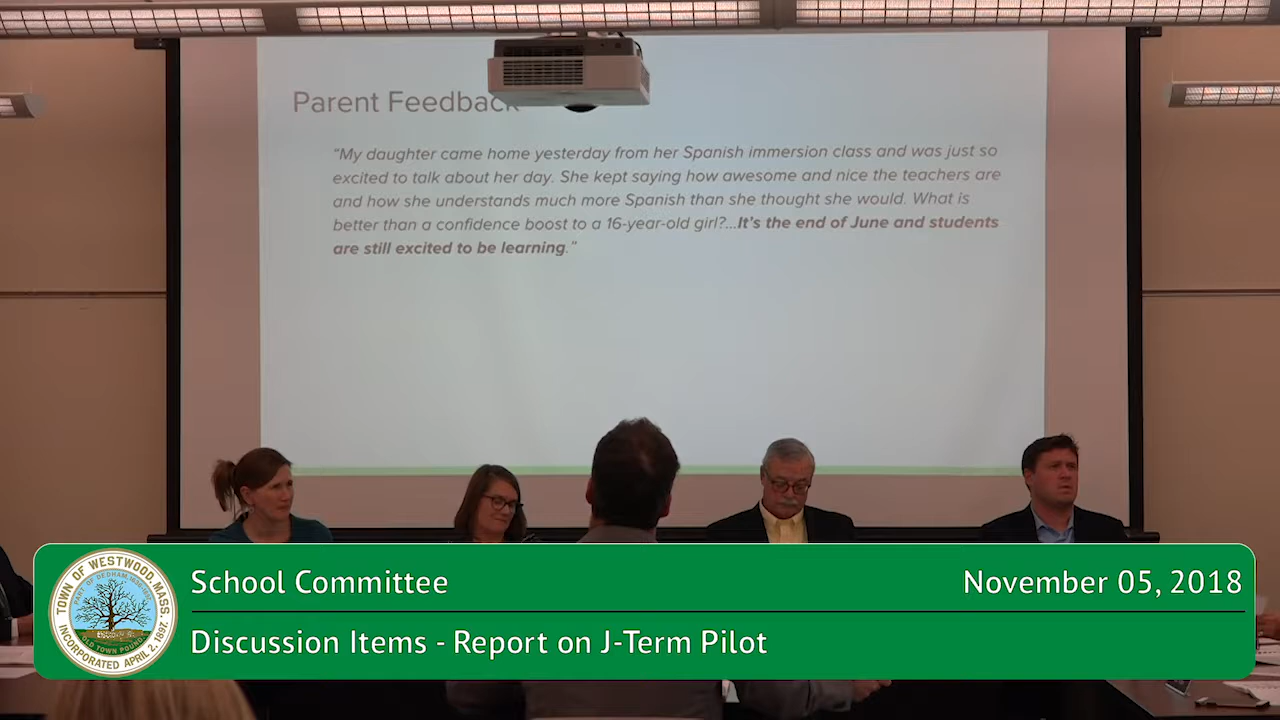 Parent Feedback
"My daughter came home yesterday from her Spanish immersion class and was just so
excited to talk about her day. She kept saying how awesome and nice the teachers are
and how she understands much more Spanish than she thought she would. What is
better than a confidence boost to a 16-year-old girl?...It's the end of June and students
are still excited to be learning."
School Committee
November 05, 2018
Discussion Items - Report on J-Term Pilot
TOWN OF WESTWOOD, MASS.
INCORPORATED APRIL 2, 1897.
OLD TOWN POUND